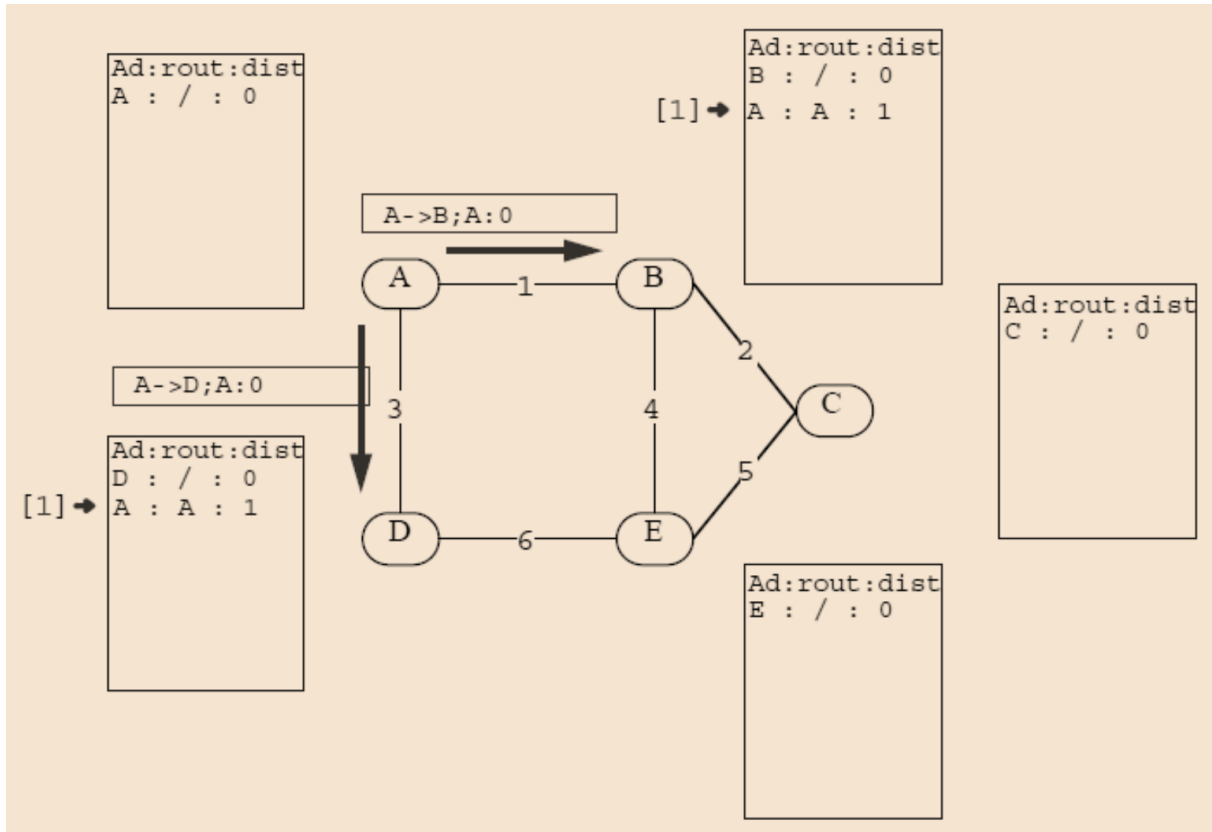 Ad:rout:dist
A : / : 0
Ad:rout:dist
B : / : 0
[1] A : A : 1
A->B;A:0
A
1
B
Ad:rout:dist
C : / : 0
2
A->D;A:0
3
4
C
Ad:rout:dist
D : / : 0
[1] A : A : 1
5
D
6
E
Ad:rout:dist
E : / : 0